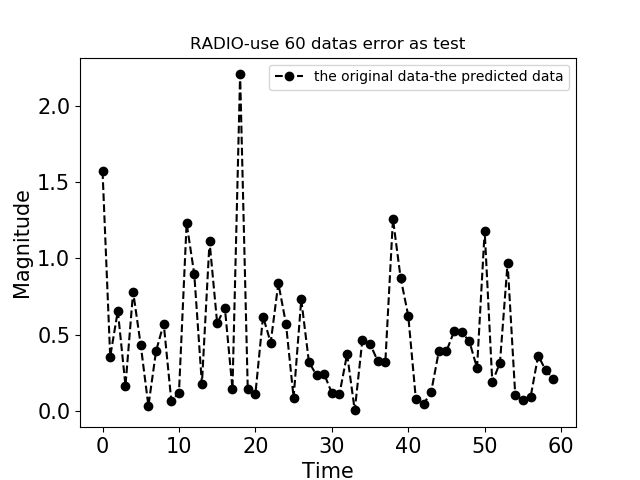 RADIO-use 60 datas error as test
the original data-the predicted data
2.0
1.5
1.0
0.5
0.0
Magnitude
0 10 20 30 40 50 60
Time